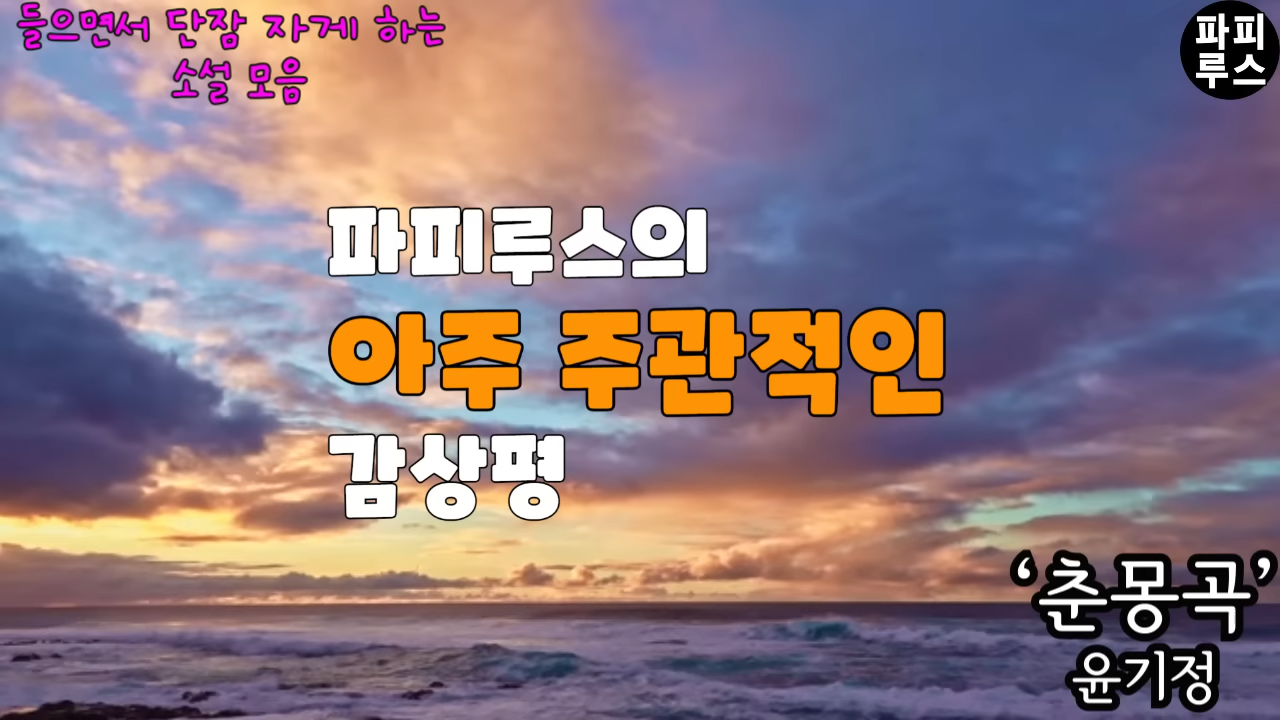 들으면서 단잠 자게 하는
소설 모음
파피
루스
파피루스의
아주 주관적인
감상평
‘춘몽곡’
윤기정